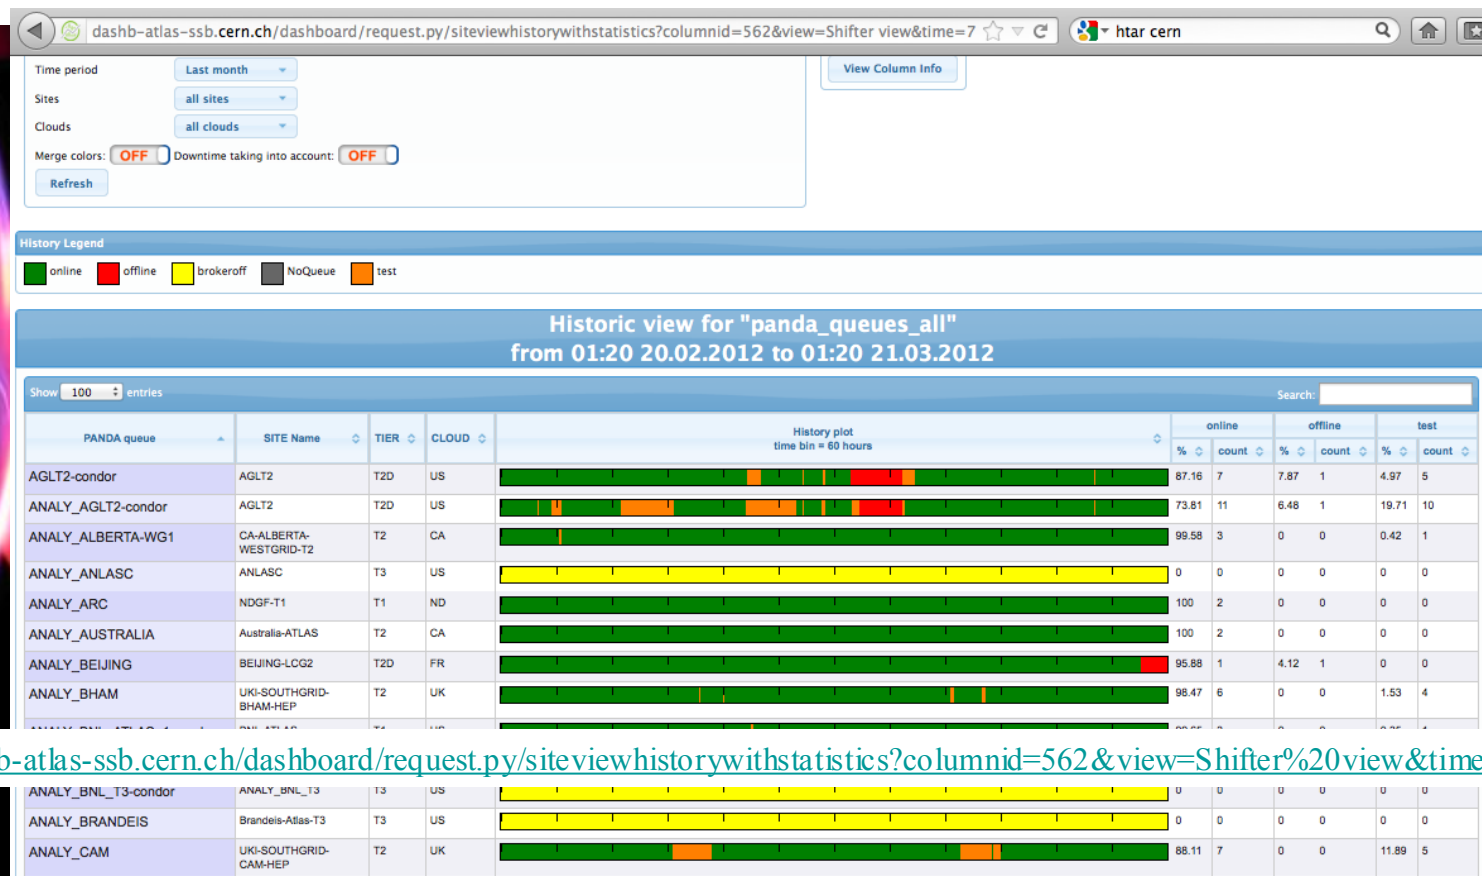 dashb-atlas-ssb.cern.ch/dashboard/request.py/siteviewhistorywithstatistics?columnid=562&view=Shifter view&time=7
htar cern
Time period Last month
View Column Info
Sites all sites
Clouds all clouds
Merge colors: OFF Downtime taking into account: OFF
Refresh
History Legend
online offline brokeroff NoQueue test
Historic view for "panda_queues_all"
from 01:20 20.02.2012 to 01:20 21.03.2012
Show 100 entries Search:
PANDA queue SITE Name TIER CLOUD History plot
time bin = 60 hours
online offline test
% count % count % count
AGLT2-condor AGLT2 T2D US 87.16 7 7.87 1 4.97 5
ANALY_AGLT2-condor AGLT2 T2D US 73.81 11 6.48 1 19.71 10
ANALY_ALBERTA-WG1 CA-ALBERTA-WESTGRID-T2 T2 CA 99.58 3 0 0 0.42 1
ANALY_ANLASC ANLASC T3 US 0 0 0 0 0 0
ANALY_ARC NDGF-T1 T1 ND 100 2 0 0 0 0
ANALY_AUSTRALIA Australia-ATLAS T2 CA 100 2 0 0 0 0
ANALY_BEIJING BEIJING-LCG2 T2D FR 95.88 1 4.12 1 0 0
ANALY_BHAM UKI-SOUTHGRID-BHAM-HEP T2 UK 98.47 6 0 0 1.53 4
b-atlas-ssb.cern.ch/dashboard/request.py/siteviewhistorywithstatistics?columnid=562&view=Shifter%20view&time
ANALY_BNL_T3-condor ANALY_BNL_T3 T3 US 0 0 0 0 0 0
ANALY_BRANDEIS Brandeis-Atlas-T3 T3 US 0 0 0 0 0 0
ANALY_CAM UKI-SOUTHGRID-CAM-HEP T2 UK 88.11 7 0 0 11.89 5